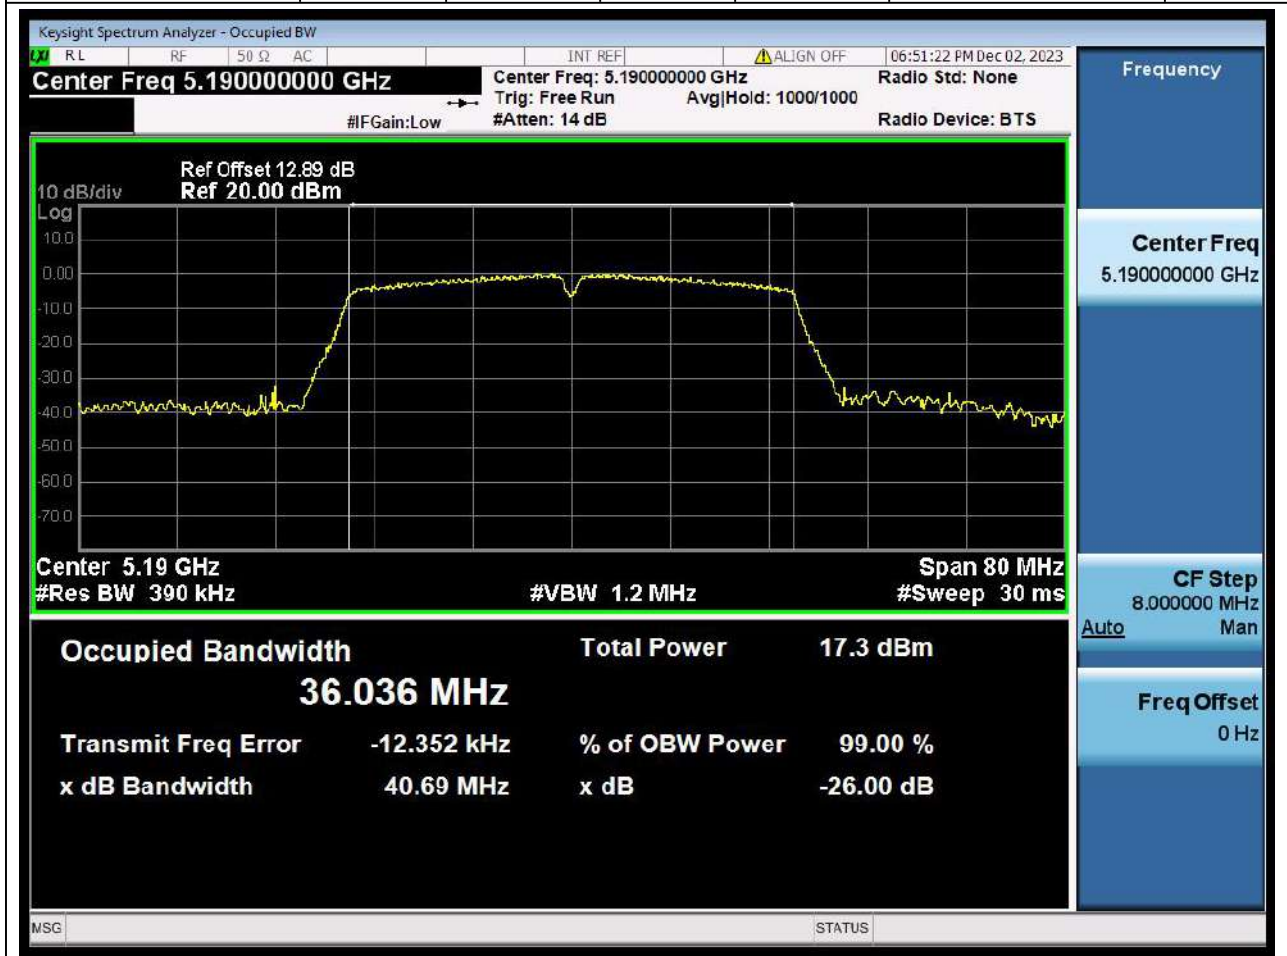 Keysight Spectrum Analyzer - Occupied BW
LXI RL RF 50 Ω AC INT REF ALIGN OFF 06:51:22 PM Dec 02, 2023
Center Freq 5.190000000 GHz Center Freq: 5.190000000 GHz Radio Std: None
Trig: Free Run Avg|Hold: 1000/1000
#IFGain:Low #Atten: 14 dB Radio Device: BTS
Ref Offset 12.89 dB
10 dB/div Ref 20.00 dBm
Log
10.0
0.00
-10.0
-20.0
-30.0
-40.0
-50.0
-60.0
-70.0
Center 5.19 GHz Span 80 MHz
#Res BW 390 kHz #VBW 1.2 MHz #Sweep 30 ms
Occupied Bandwidth Total Power 17.3 dBm
36.036 MHz
Transmit Freq Error -12.352 kHz % of OBW Power 99.00 %
x dB Bandwidth 40.69 MHz x dB -26.00 dB
MSG STATUS
Frequency
Center Freq
5.190000000 GHz
CF Step
8.000000 MHz
Auto Man
Freq Offset
0 Hz